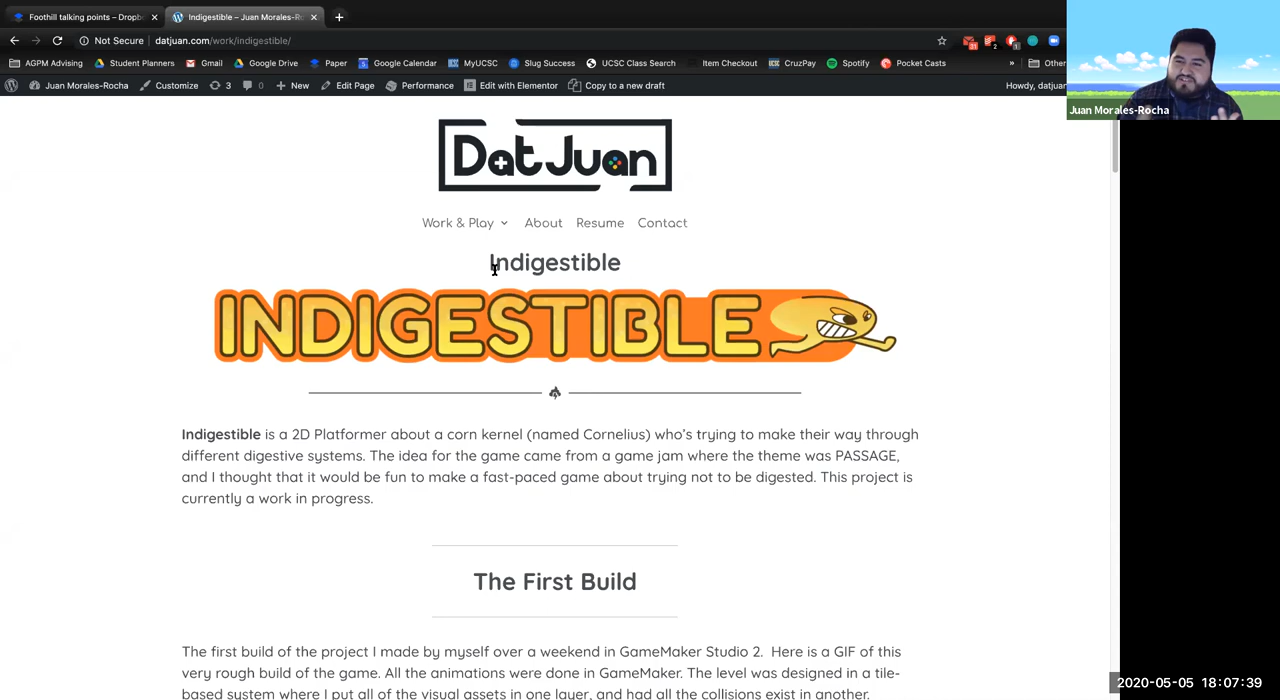 Foothill talking points – Dropb
Indigestible – Juan Morales-Ro
Not Secure | datjuan.com/work/indigestible/
AGPM Advising Student Planners Gmail Google Drive Paper Google Calendar MyUCSC Slug Success UCSC Class Search Item Checkout CruzPay Spotify Pocket Casts » Other
Juan Morales-Rocha Customize 3 0 New Edit Page Performance Edit with Elementor Copy to a new draft Howdy, datjuan
Juan Morales-Rocha
DatJuan
Work & Play About Resume Contact
Indigestible
INDIGESTIBLE
Indigestible is a 2D Platformer about a corn kernel (named Cornelius) who's trying to make their way through
different digestive systems. The idea for the game came from a game jam where the theme was PASSAGE,
and I thought that it would be fun to make a fast-paced game about trying not to be digested. This project is
currently a work in progress.
The First Build
The first build of the project I made by myself over a weekend in GameMaker Studio 2. Here is a GIF of this
very rough build of the game. All the animations were done in GameMaker. The level was designed in a tile-
based system where I put all of the visual assets in one layer, and had all the collisions exist in another.
2020-05-05 18:07:39